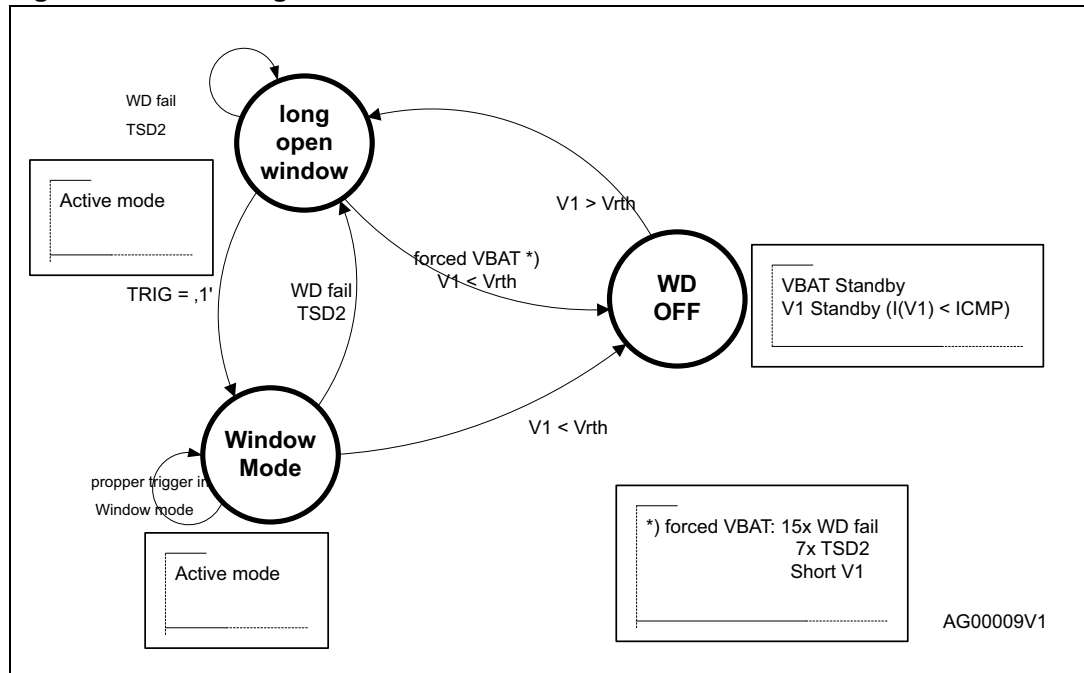 WD fail
TSD2
long
open
window
Active mode
V1 > Vrth
forced VBAT *)
V1 < Vrth
WD
OFF
VBAT Standby
V1 Standby (I(V1) < ICMP)
TRIG = ,1'
WD fail
TSD2
V1 < Vrth
Window
Mode
propper trigger in
Window mode
Active mode
*) forced VBAT: 15x WD fail
7x TSD2
Short V1
AG00009V1